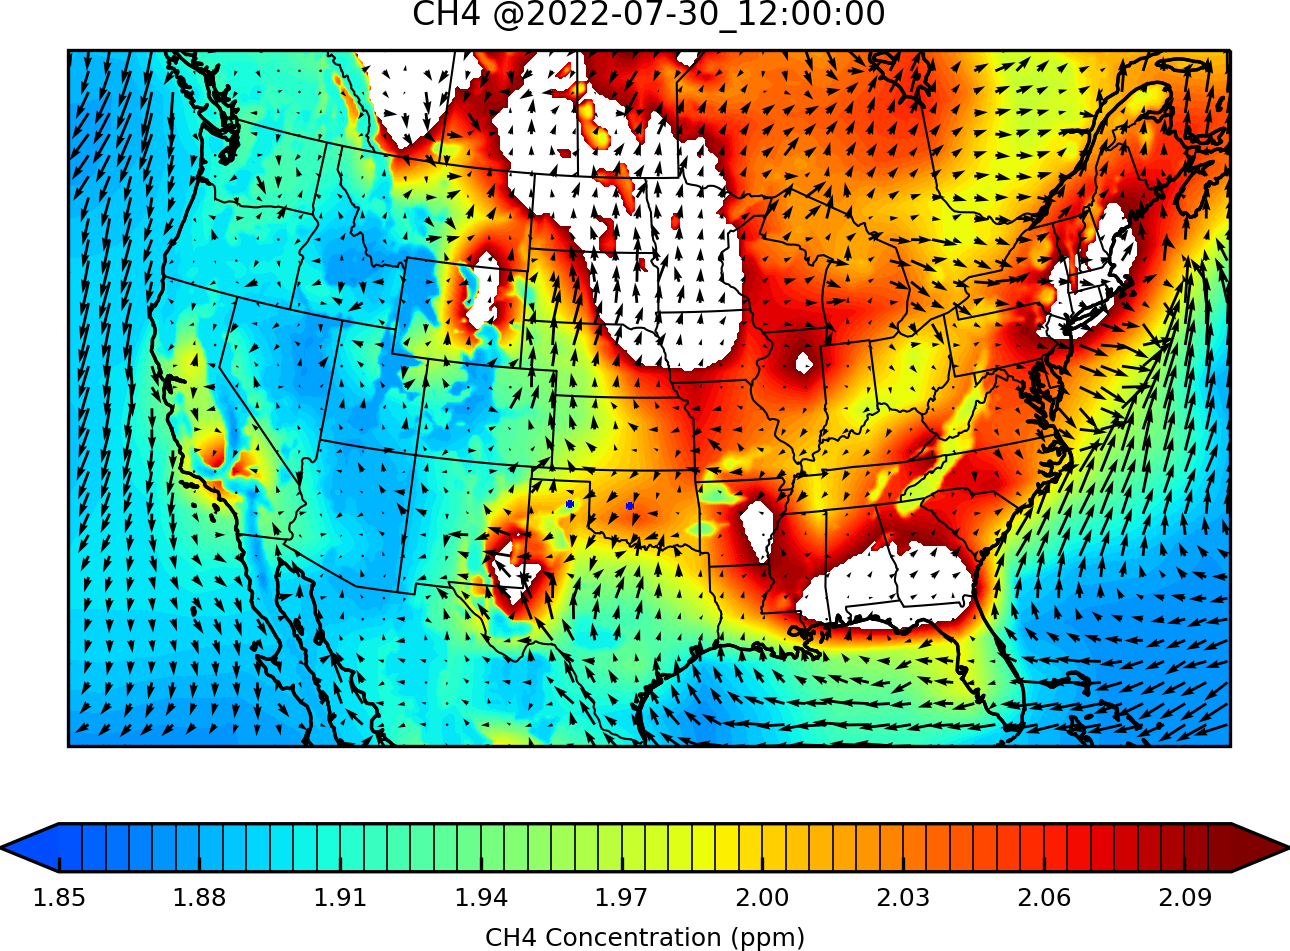 CH4 @2022-07-30_12:00:00
1.85 1.88 1.91 1.94 1.97 2.00 2.03 2.06 2.09
CH4 Concentration (ppm)